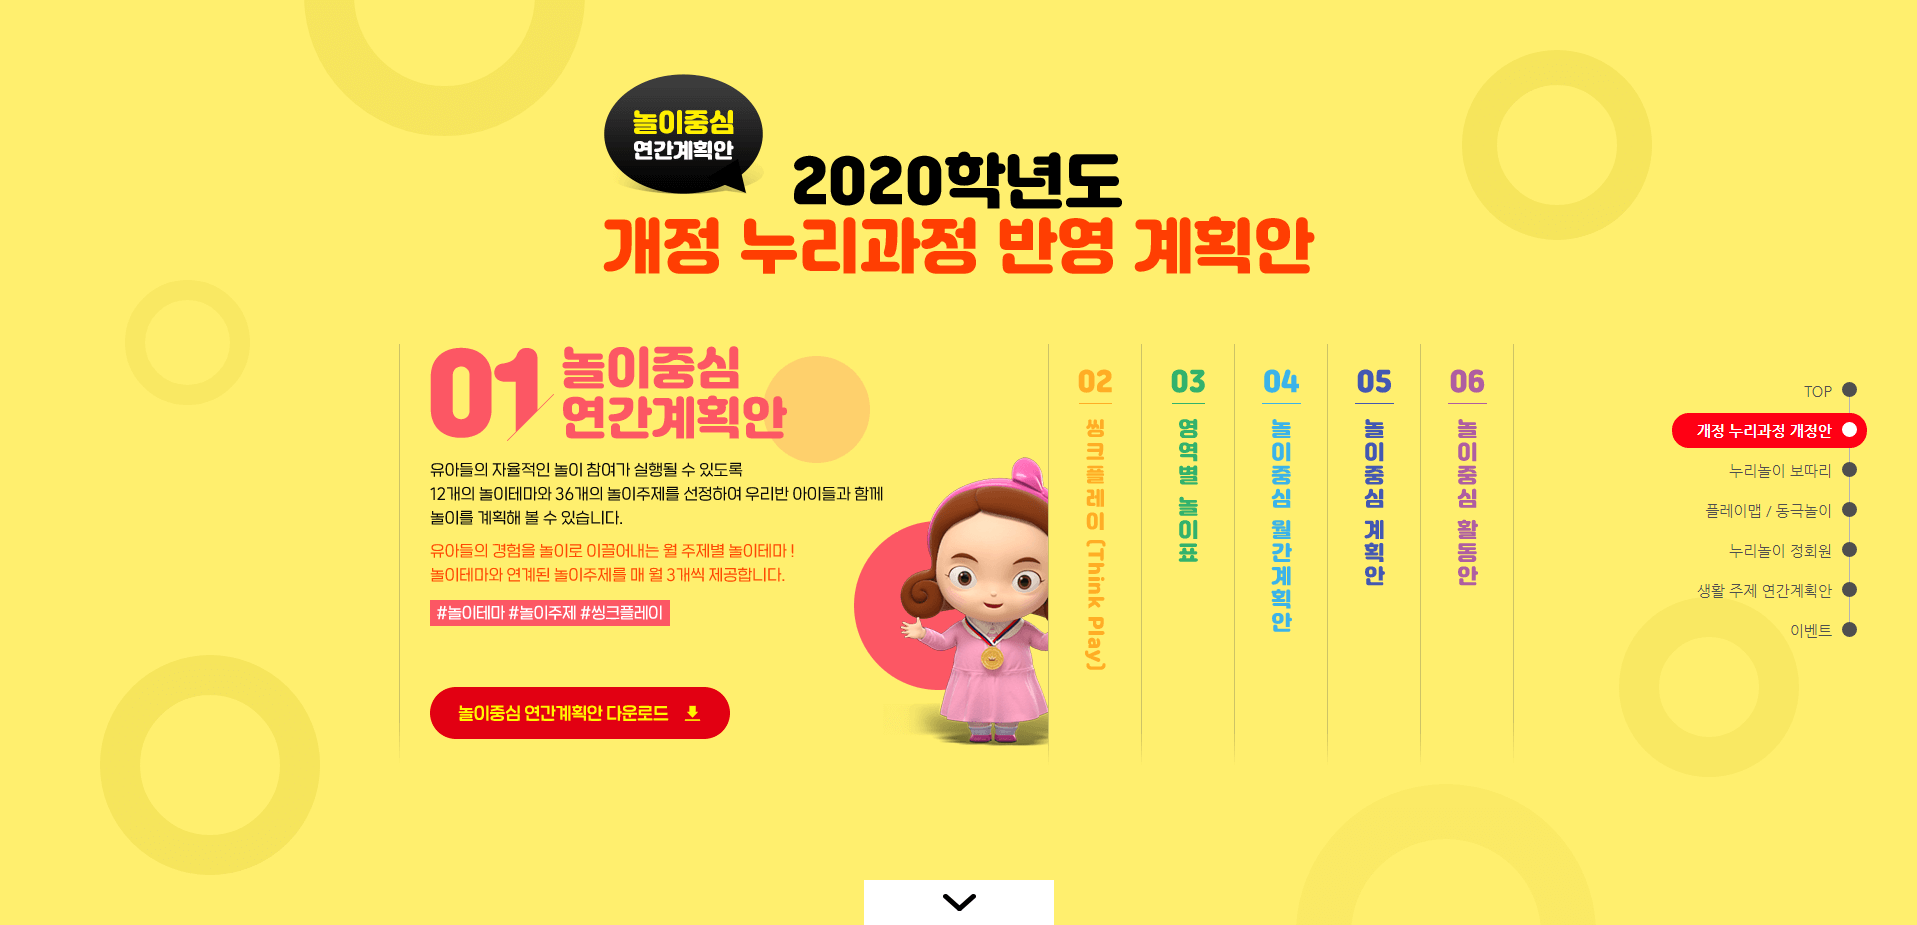 놀이중심
연간계획안
2020학년도
개정 누리과정 반영 계획안
01
놀이중심
연간계획안
유아들의 자율적인 놀이 참여가 실행될 수 있도록
12개의 놀이테마와 36개의 놀이주제를 선정하여 우리반 아이들과 함께
놀이를 계획해 볼 수 있습니다.
유아들의 경험을 놀이로 이끌어내는 월 주제별 놀이테마 !
놀이테마와 연계된 놀이주제를 매 월 3개씩 제공합니다.
#놀이테마 #놀이주제 #씽크플레이
놀이중심 연간계획안 다운로드
02
씽크플레이 (Think Play)
03
영역별 놀이표
04
놀이중심 월간계획안
05
놀이중심 계획안
06
놀이중심 활동안
TOP
개정 누리과정 개정안
누리놀이 보따리
플레이맵 / 동극놀이
누리놀이 정회원
생활 주제 연간계획안
이벤트